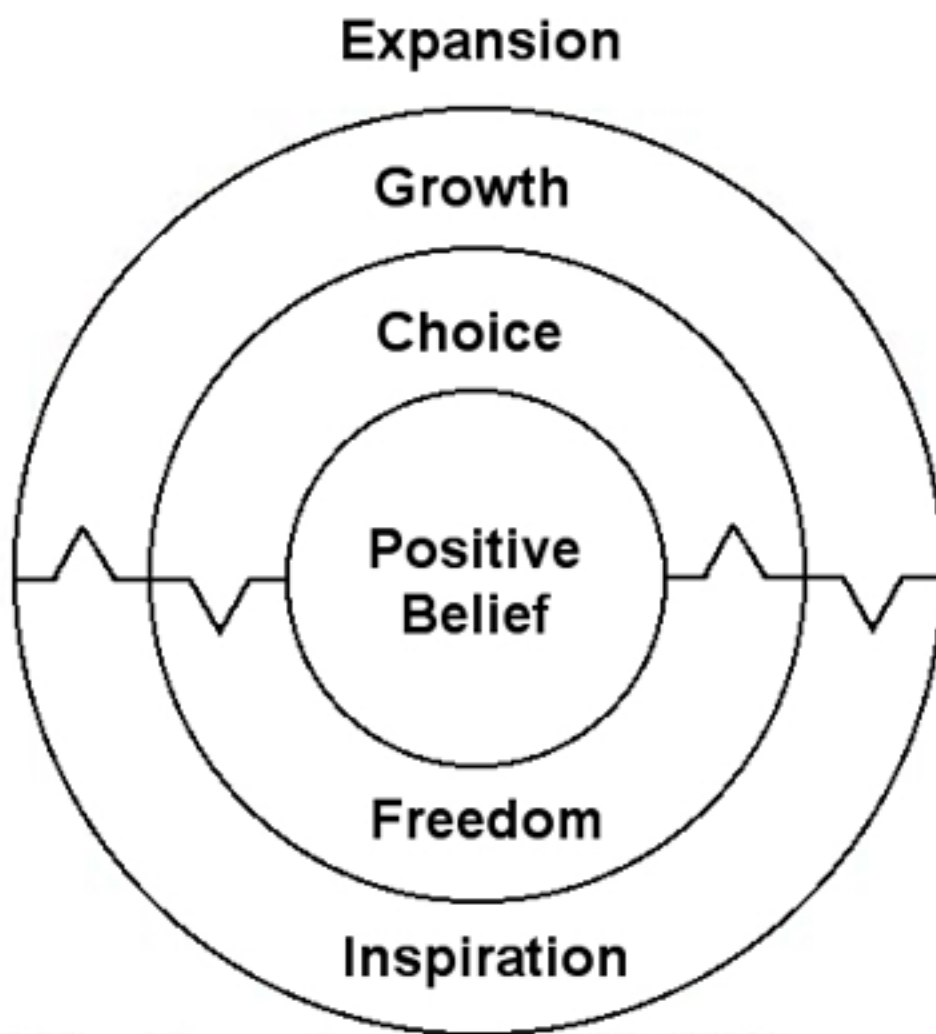 Expansion
Growth
Choice
Positive
Belief
Freedom
Inspiration